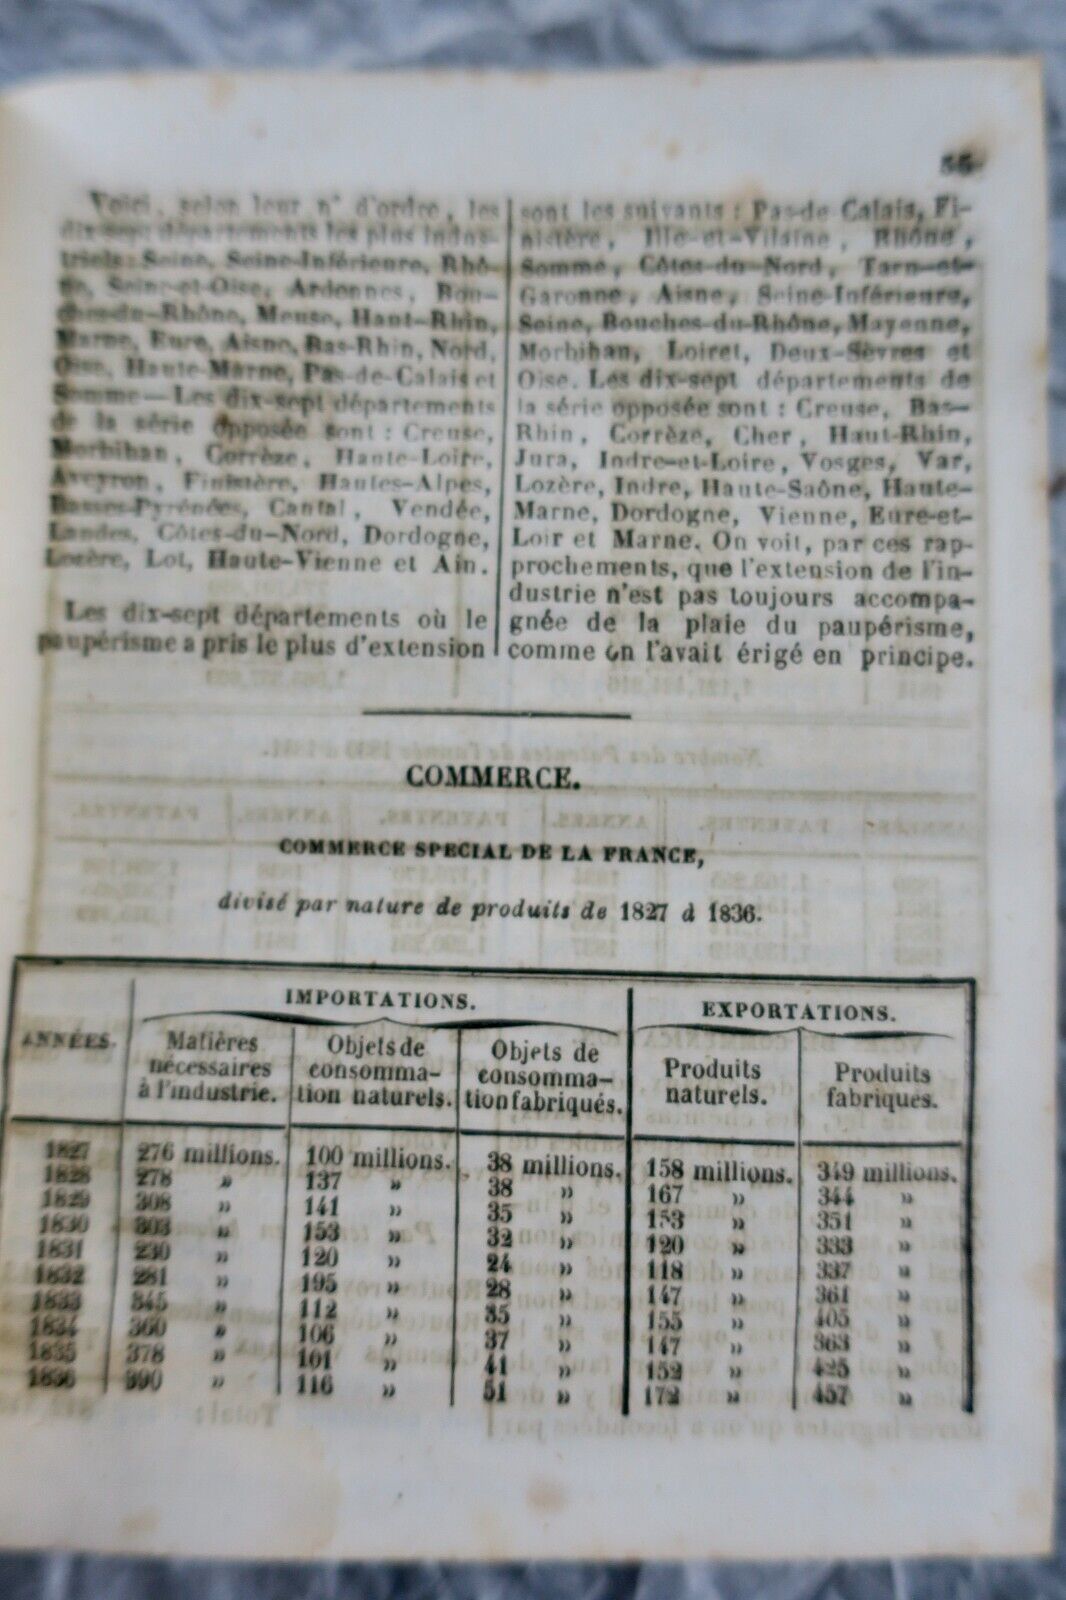 55
Voici, selon leur n° d'ordre, les
dix-sept départements les plus indus-
triels: Seine, Seine-Inférieure, Rhô-
ne, Seine-et-Oise, Ardennes, Bou-
ches-du-Rhône, Meuse, Haut-Rhin,
Marne, Eure, Aisne, Bas-Rhin, Nord,
Oise, Haute-Marne, Pas-de-Calais et
Somme — Les dix-sept départements
de la série opposée sont : Creuse,
Morbihan, Corrèze, Haute-Loire,
Aveyron, Finistère, Hautes-Alpes,
Basses-Pyrénées, Cantal, Vendée,
Landes, Côtes-du-Nord, Dordogne,
Lozère, Lot, Haute-Vienne et Ain.
Les dix-sept départements où le
paupérisme a pris le plus d'extension
sont les suivants : Pas-de Calais, Fi-
nistère, Ille-et-Vilaine, Rhône,
Somme, Côtes-du-Nord, Tarn-et-
Garonne, Aisne, Seine-Inférieure,
Seine, Bouches-du-Rhône, Mayenne,
Morbihan, Loiret, Deux-Sèvres et
Oise. Les dix-sept départements de
la série opposée sont : Creuse, Bas-
Rhin, Corrèze, Cher, Haut-Rhin,
Jura, Indre-et-Loire, Vosges, Var,
Lozère, Indre, Haute-Saône, Haute-
Marne, Dordogne, Vienne, Eure-et-
Loir et Marne. On voit, par ces rap-
prochements, que l'extension de l'in-
dustrie n'est pas toujours accompa-
gnée de la plaie du paupérisme,
comme on l'avait érigé en principe.
COMMERCE.
COMMERCE SPECIAL DE LA FRANCE,
divisé par nature de produits de 1827 à 1836.
IMPORTATIONS. EXPORTATIONS.
ANNÉES. Matières nécessaires à l'industrie. Objets de consomma-tion naturels. Objets de consomma-tion fabriqués. Produits naturels. Produits fabriqués.
1827 276 millions. 100 millions. 38 millions. 158 millions. 349 millions.
1828 278 » 137 » 38 » 167 » 344 »
1829 308 » 141 » 35 » 153 » 351 »
1830 303 » 153 » 32 » 120 » 333 »
1831 230 » 120 » 24 » 118 » 337 »
1832 281 » 195 » 28 » 147 » 361 »
1833 345 » 112 » 35 » 155 » 405 »
1834 360 » 106 » 37 » 147 » 363 »
1835 378 » 101 » 41 » 152 » 425 »
1836 390 » 116 » 51 » 172 » 457 »